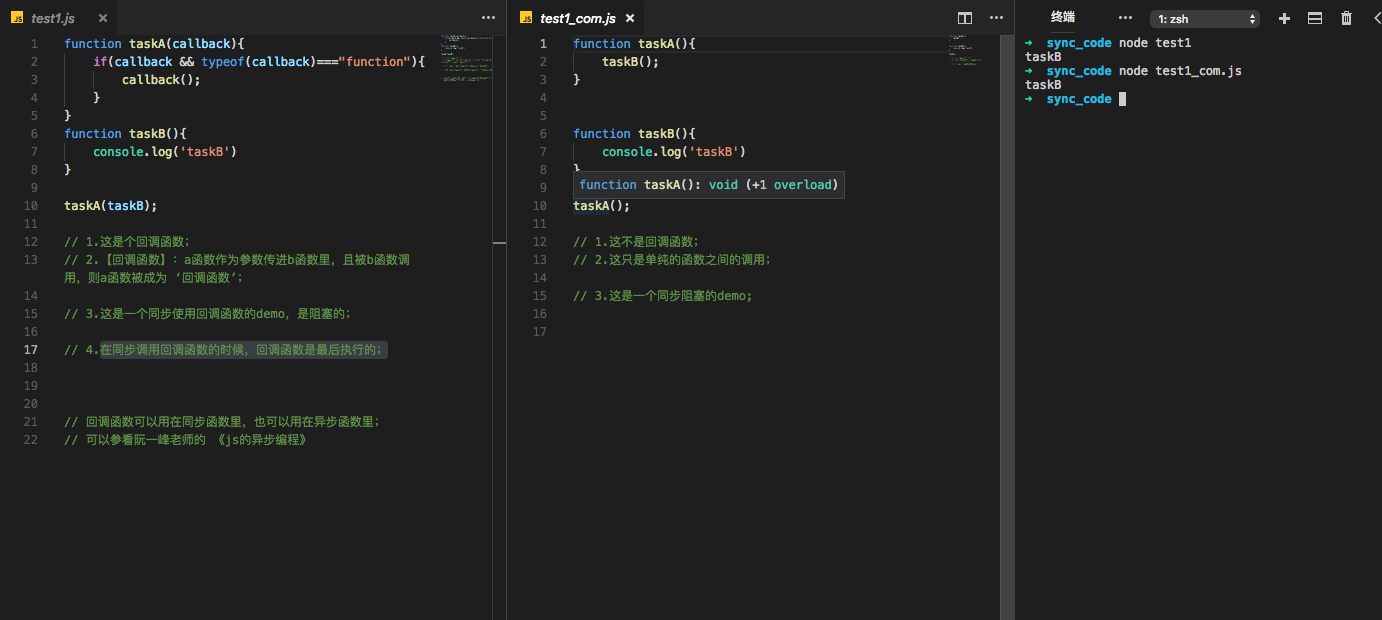 JS test1.js × ···
1 function taskA(callback){
2 if(callback && typeof(callback)==="function"){
3 callback();
4 }
5 }
6 function taskB(){
7 console.log('taskB')
8 }
9
10 taskA(taskB);
11
12 // 1.这是个回调函数;
13 // 2.【回调函数】: a函数作为参数传进b函数里, 且被b函数调
用, 则a函数被成为 ‘回调函数’;
14
15 // 3.这是一个同步使用回调函数的demo, 是阻塞的;
16
17 // 4.在同步调用回调函数的时候, 回调函数是最后执行的;
18
19
20
21 // 回调函数可以用在同步函数里, 也可以用在异步函数里;
22 // 可以参看阮一峰老师的 《js的异步编程》
JS test1_com.js × ···
1 function taskA(){
2 taskB();
3 }
4
5
6 function taskB(){
7 console.log('taskB')
8 }
9 function taskA(): void (+1 overload)
10 taskA();
11
12 // 1.这不是回调函数;
13 // 2.这只是单纯的函数之间的调用;
14
15 // 3.这是一个同步阻塞的demo;
16
17
终端 ··· 1: zsh
➜ sync_code node test1
taskB
➜ sync_code node test1_com.js
taskB
➜ sync_code